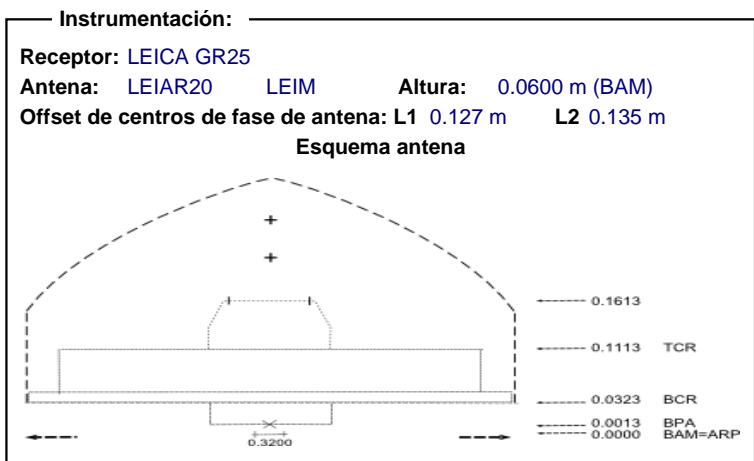 Instrumentación:
Receptor: LEICA GR25
Antena: LEIAR20 LEIM Altura: 0.0600 m (BAM)
Offset de centros de fase de antena: L1 0.127 m L2 0.135 m
Esquema antena
0.1613
0.1113 TCR
0.0323 BCR
0.0013 BPA
0.0000 BAM=ARP
0.3200